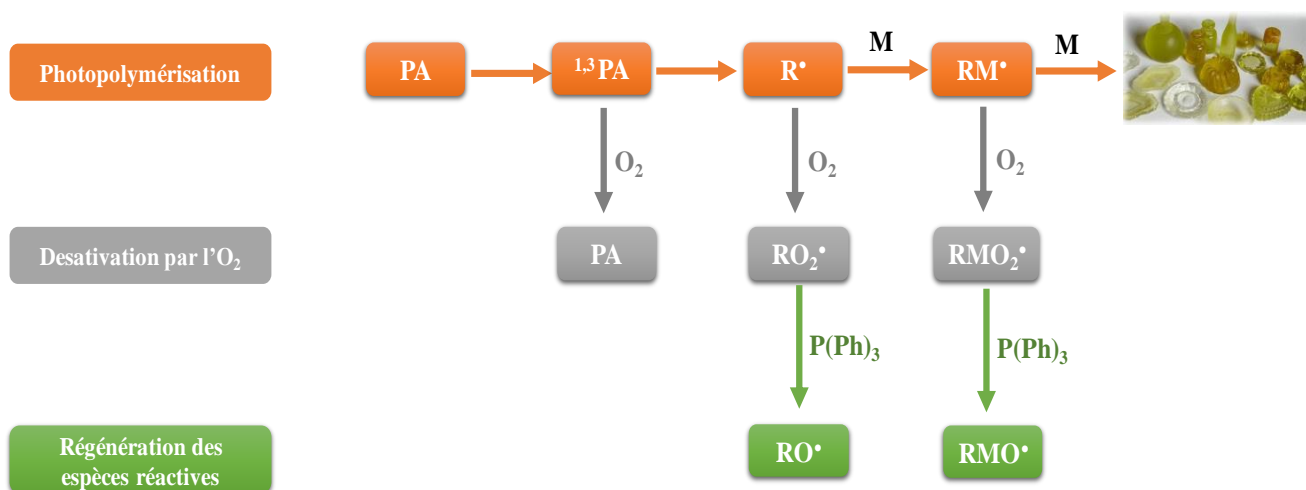 Photopolymérisation
PA
¹,³PA
R•
M
RM•
M
O₂
O₂
O₂
Desativation par l’O₂
PA
RO₂•
RMO₂•
P(Ph)₃
P(Ph)₃
Régénération des
espèces réactives
RO•
RMO•